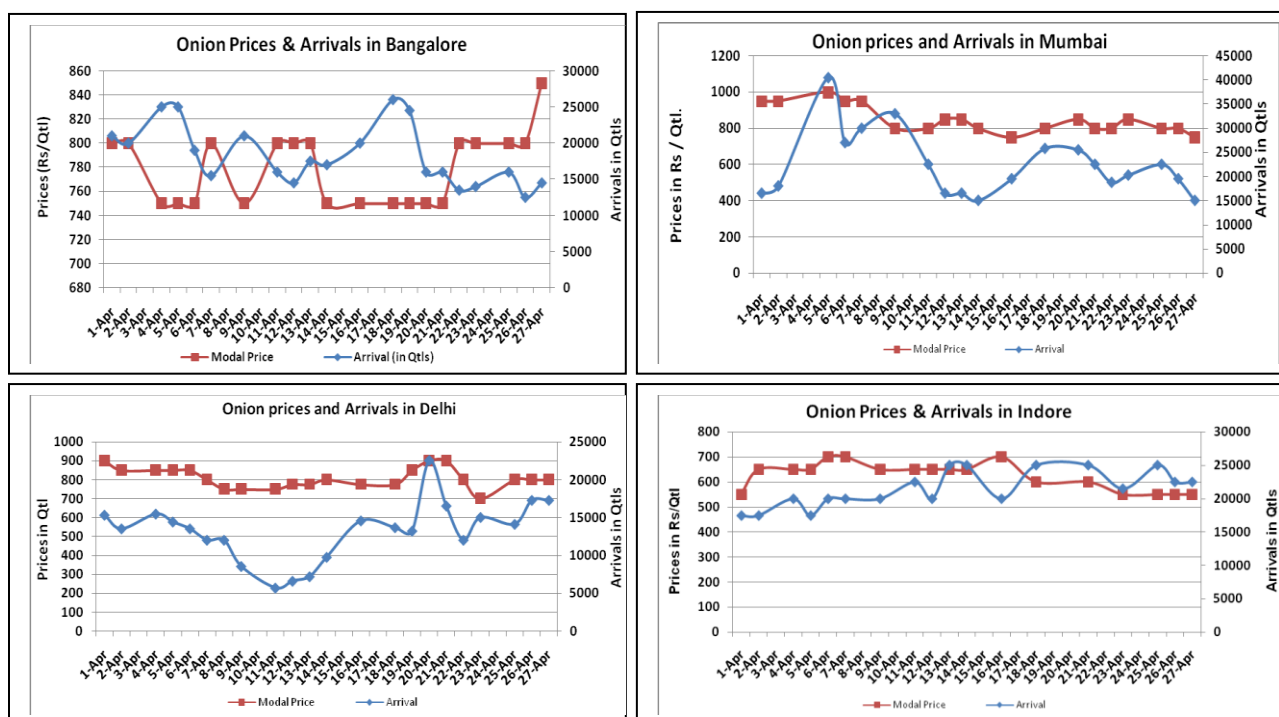 Onion Prices & Arrivals in Bangalore
Prices (Rs/Qtl)
860 30000
840 25000
820
800 20000
780
760 15000
740 10000
720
700 5000
680 0
Arrivals in Qtls
1-Apr 2-Apr 3-Apr 4-Apr 5-Apr 6-Apr 7-Apr 8-Apr 9-Apr 10-Apr 11-Apr 12-Apr 13-Apr 14-Apr 15-Apr 16-Apr 17-Apr 18-Apr 19-Apr 20-Apr 21-Apr 22-Apr 23-Apr 24-Apr 25-Apr 26-Apr 27-Apr
Modal Price Arrival (in Qtls)
Onion prices and Arrivals in Mumbai
Prices in Rs / Qtl.
1200 45000
1000 40000
35000
800 30000
600 25000
20000
400 15000
200 10000
5000
0 0
Arrivals in Qtls
1-Apr 2-Apr 3-Apr 4-Apr 5-Apr 6-Apr 7-Apr 8-Apr 9-Apr 10-Apr 11-Apr 12-Apr 13-Apr 14-Apr 15-Apr 16-Apr 17-Apr 18-Apr 19-Apr 20-Apr 21-Apr 22-Apr 23-Apr 24-Apr 25-Apr 26-Apr 27-Apr
Modal Price Arrival
Onion prices and Arrivals in Delhi
Prices in Qtl
1000 25000
900
800 20000
700
600 15000
500
400 10000
300
200 5000
100
0 0
Arrivals in Qtls
1-Apr 2-Apr 3-Apr 4-Apr 5-Apr 6-Apr 7-Apr 8-Apr 9-Apr 10-Apr 11-Apr 12-Apr 13-Apr 14-Apr 15-Apr 16-Apr 17-Apr 18-Apr 19-Apr 20-Apr 21-Apr 22-Apr 23-Apr 24-Apr 25-Apr 26-Apr 27-Apr
Modal Price Arrival
Onion Prices & Arrivals in Indore
Prices in Rs/Qtl
800 30000
700 25000
600
500 20000
400 15000
300
200 10000
100 5000
0 0
Arrivals in Qtls
1-Apr 2-Apr 3-Apr 4-Apr 5-Apr 6-Apr 7-Apr 8-Apr 9-Apr 10-Apr 11-Apr 12-Apr 13-Apr 14-Apr 15-Apr 16-Apr 17-Apr 18-Apr 19-Apr 20-Apr 21-Apr 22-Apr 23-Apr 24-Apr 25-Apr 26-Apr 27-Apr
Modal Price Arrival